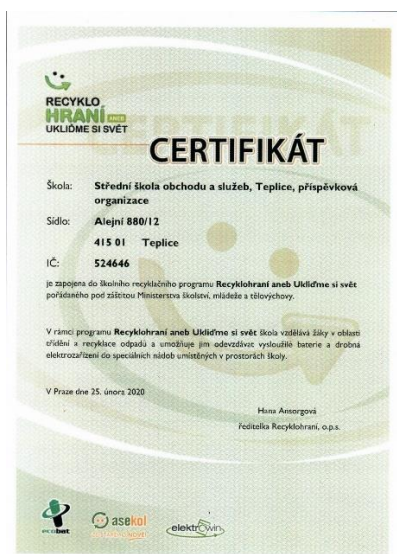 RECYKLO
HRANÍ ANEB
UKLIĎME SI SVĚT
CERTIFIKÁT
Škola: Střední škola obchodu a služeb, Teplice, příspěvková
organizace
Sídlo: Alejní 880/12
415 01 Teplice
IČ: 524646
je zapojena do školního recyklačního programu Recyklohraní aneb Ukliďme si svět
pořádaného pod záštitou Ministerstva školství, mládeže a tělovýchovy.
V rámci programu Recyklohraní aneb Ukliďme si svět škola vzdělává žáky v oblasti
třídění a recyklace odpadu a umožňuje jim odevzdávat vysloužilé baterie a drobná
elektrozařízení do speciálních nádob umístěných v prostorách školy.
V Praze dne 25. února 2020
Hana Ansorgová
ředitelka Recyklohraní, o.p.s.
ecobat
asekol
elektrowin